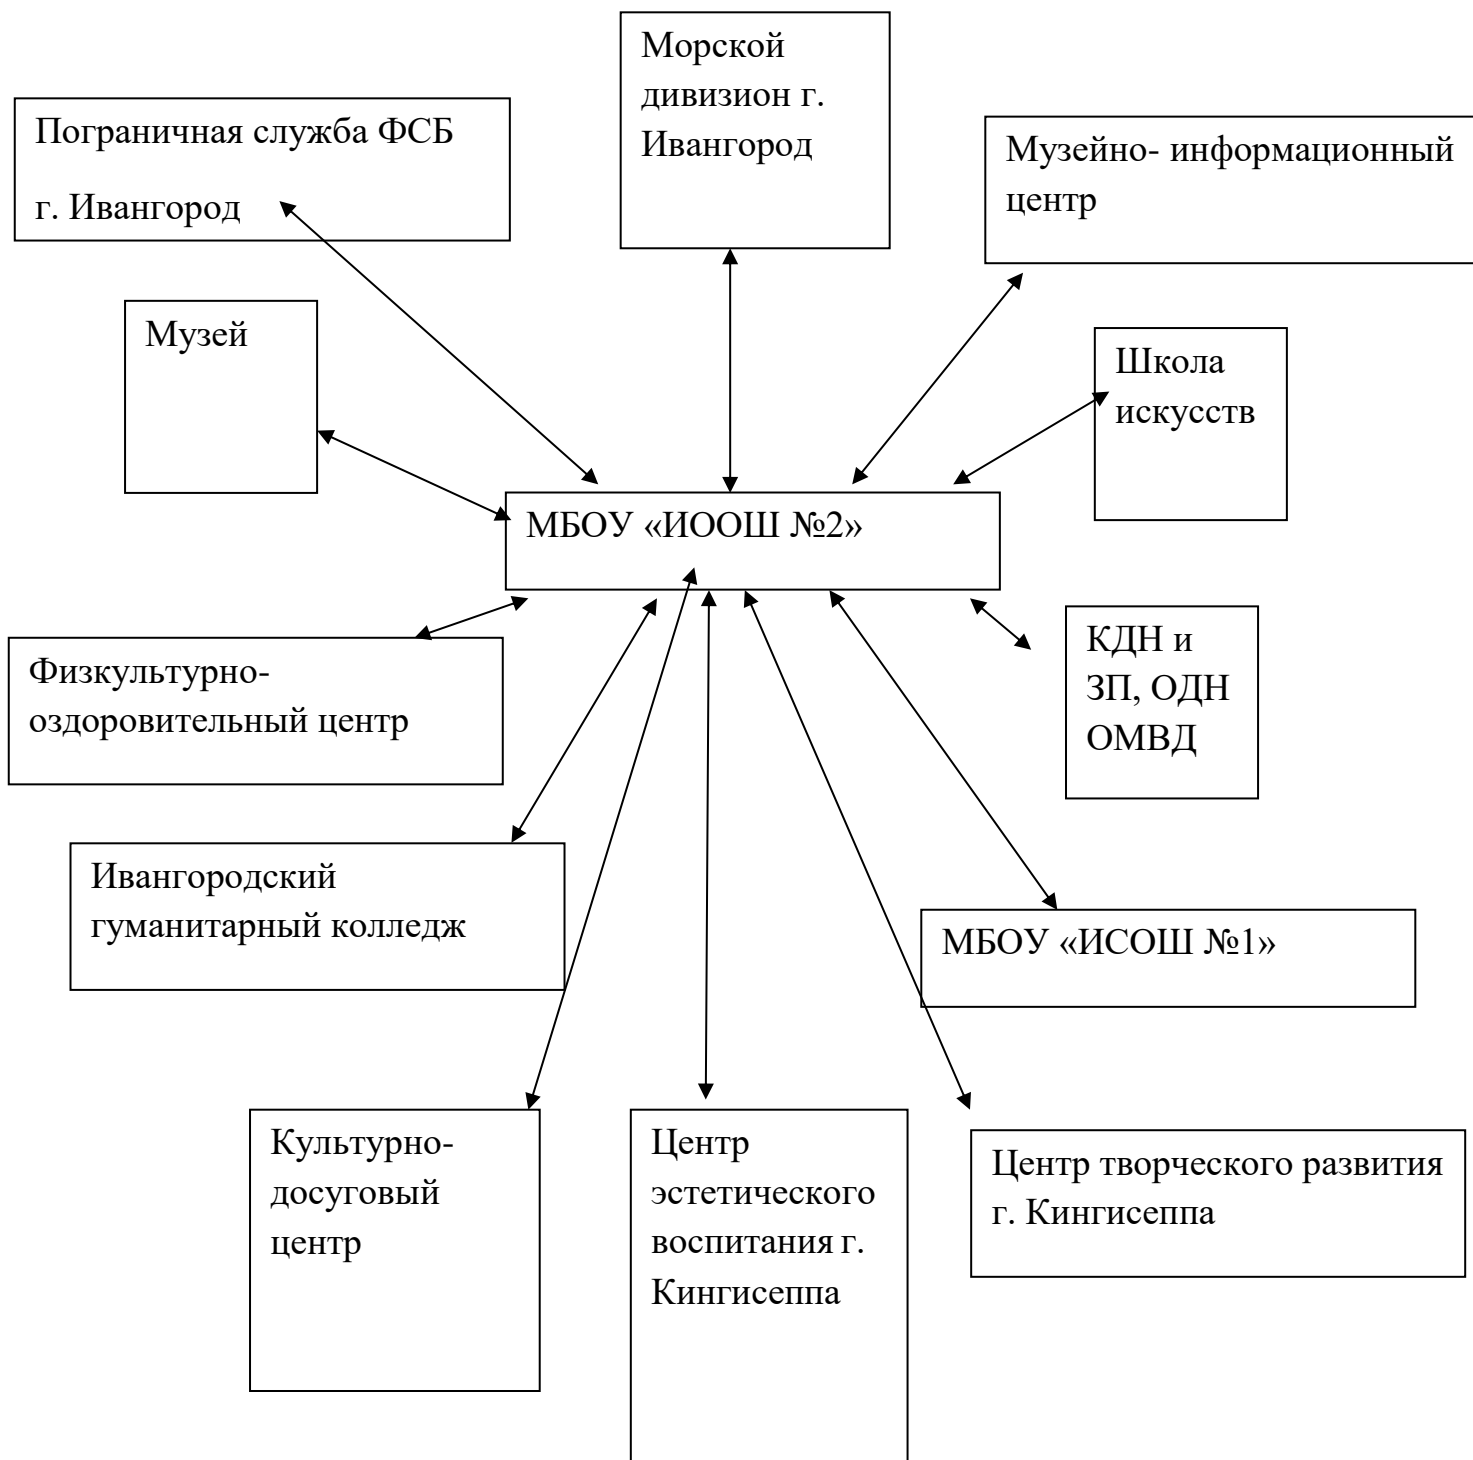 Морской
дивизион г.
Ивангород
Пограничная служба ФСБ
г. Ивангород
Музейно- информационный
центр
Музей
Школа
искусств
МБОУ «ИООШ №2»
КДН и
ЗП, ОДН
ОМВД
Физкультурно-
оздоровительный центр
Ивангородский
гуманитарный колледж
МБОУ «ИСОШ №1»
Культурно-
досуговый
центр
Центр
эстетического
воспитания г.
Кингисеппа
Центр творческого развития
г. Кингисеппа